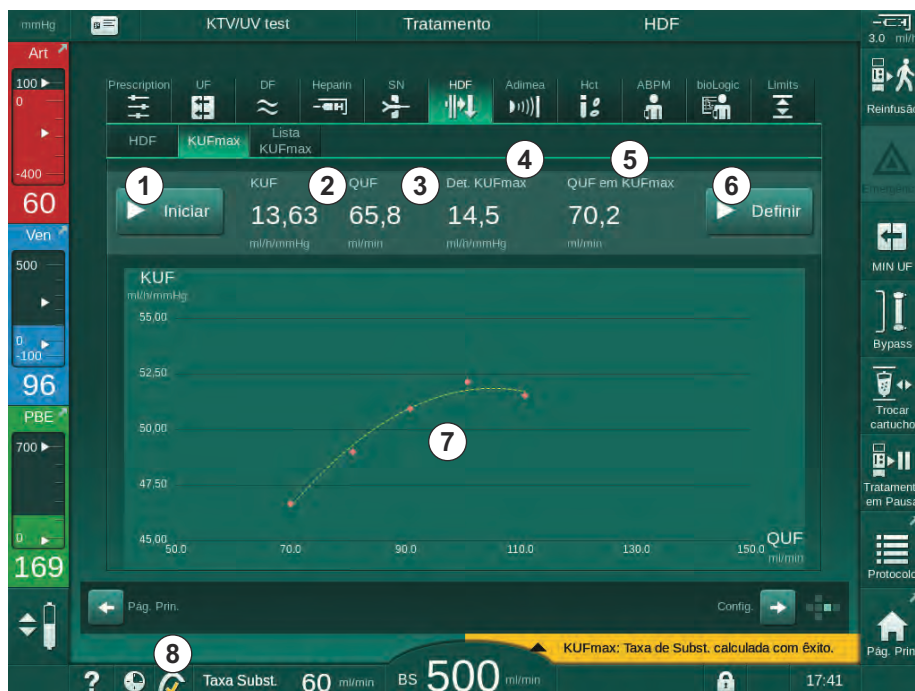 mmHg
KTV/UV test
Tratamento
HDF
3.0 ml/h
Art
100
0
-400
60
Ven
500
0
-100
96
PBE
700
0
169
Prescription
UF
DF
Heparin
SN
HDF
Adimea
Hct
ABPM
bioLogic
Limits
HDF
KUFmax
Lista
KUFmax
1
2
3
4
5
6
Iniciar
KUF
13,63
ml/h/mmHg
QUF
65,8
ml/min
Det. KUFmax
14,5
ml/h/mmHg
QUF em KUFmax
70,2
ml/min
Definir
KUF
ml/h/mmHg
55,00
52,50
50,00
47,50
45,00
7
50.0
70.0
90.0
110.0
130.0
150.0
QUF
ml/min
Pág. Prin.
Config.
KUFmax: Taxa de Subst. calculada com êxito.
8
?
Taxa Subst.
60 ml/min
BS 500 ml/min
17:41
Reinfusão
MIN UF
Bypass
Trocar
cartucho
Tratament
em Pausa
Protocolo
Pág. Prin